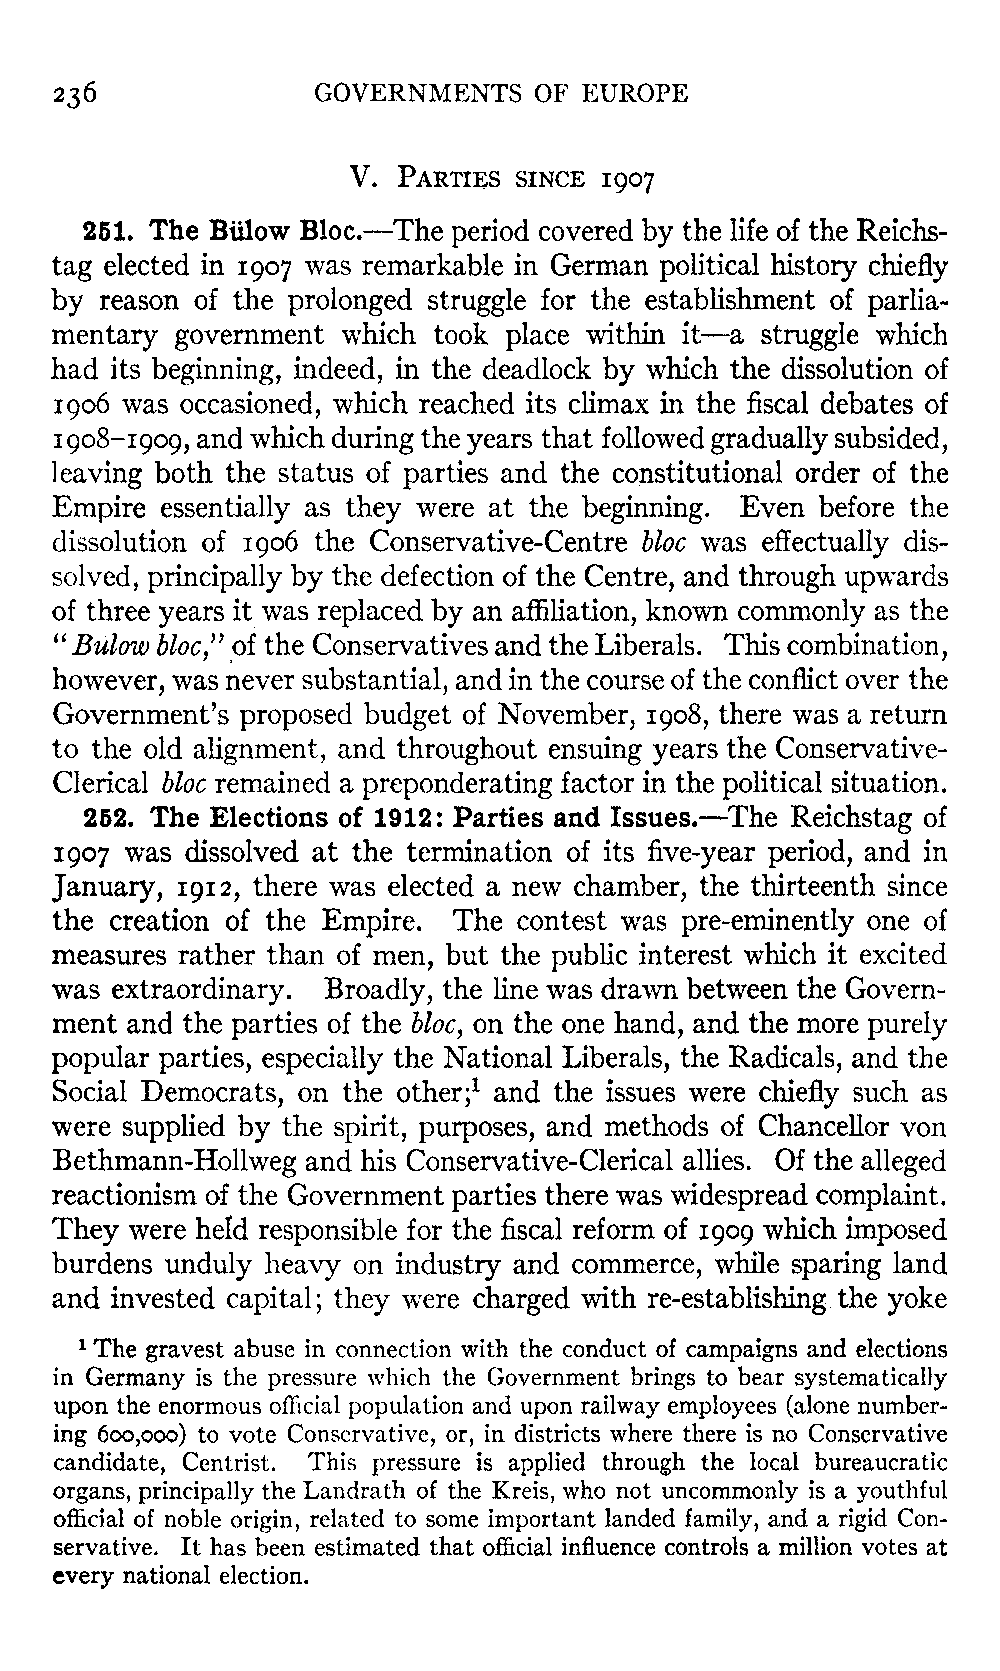 236 GOVERNMENTS OF EUROPE
V. PARTIES SINCE 1907
251. The Bülow Bloc.—The period covered by the life of the Reichs-
tag elected in 1907 was remarkable in German political history chiefly
by reason of the prolonged struggle for the establishment of parlia-
mentary government which took place within it—a struggle which
had its beginning, indeed, in the deadlock by which the dissolution of
1906 was occasioned, which reached its climax in the fiscal debates of
1908–1909, and which during the years that followed gradually subsided,
leaving both the status of parties and the constitutional order of the
Empire essentially as they were at the beginning. Even before the
dissolution of 1906 the Conservative-Centre bloc was effectually dis-
solved, principally by the defection of the Centre, and through upwards
of three years it was replaced by an affiliation, known commonly as the
"Bülow bloc," of the Conservatives and the Liberals. This combination,
however, was never substantial, and in the course of the conflict over the
Government's proposed budget of November, 1908, there was a return
to the old alignment, and throughout ensuing years the Conservative-
Clerical bloc remained a preponderating factor in the political situation.
252. The Elections of 1912: Parties and Issues.—The Reichstag of
1907 was dissolved at the termination of its five-year period, and in
January, 1912, there was elected a new chamber, the thirteenth since
the creation of the Empire. The contest was pre-eminently one of
measures rather than of men, but the public interest which it excited
was extraordinary. Broadly, the line was drawn between the Govern-
ment and the parties of the bloc, on the one hand, and the more purely
popular parties, especially the National Liberals, the Radicals, and the
Social Democrats, on the other;¹ and the issues were chiefly such as
were supplied by the spirit, purposes, and methods of Chancellor von
Bethmann-Hollweg and his Conservative-Clerical allies. Of the alleged
reactionism of the Government parties there was widespread complaint.
They were held responsible for the fiscal reform of 1909 which imposed
burdens unduly heavy on industry and commerce, while sparing land
and invested capital; they were charged with re-establishing the yoke
¹ The gravest abuse in connection with the conduct of campaigns and elections
in Germany is the pressure which the Government brings to bear systematically
upon the enormous official population and upon railway employees (alone number-
ing 600,000) to vote Conservative, or, in districts where there is no Conservative
candidate, Centrist. This pressure is applied through the local bureaucratic
organs, principally the Landrath of the Kreis, who not uncommonly is a youthful
official of noble origin, related to some important landed family, and a rigid Con-
servative. It has been estimated that official influence controls a million votes at
every national election.